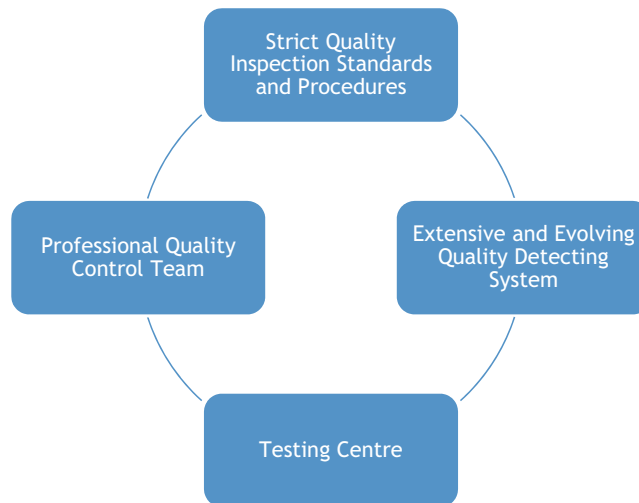 Strict Quality
Inspection Standards
and Procedures
Professional Quality
Control Team
Extensive and Evolving
Quality Detecting
System
Testing Centre